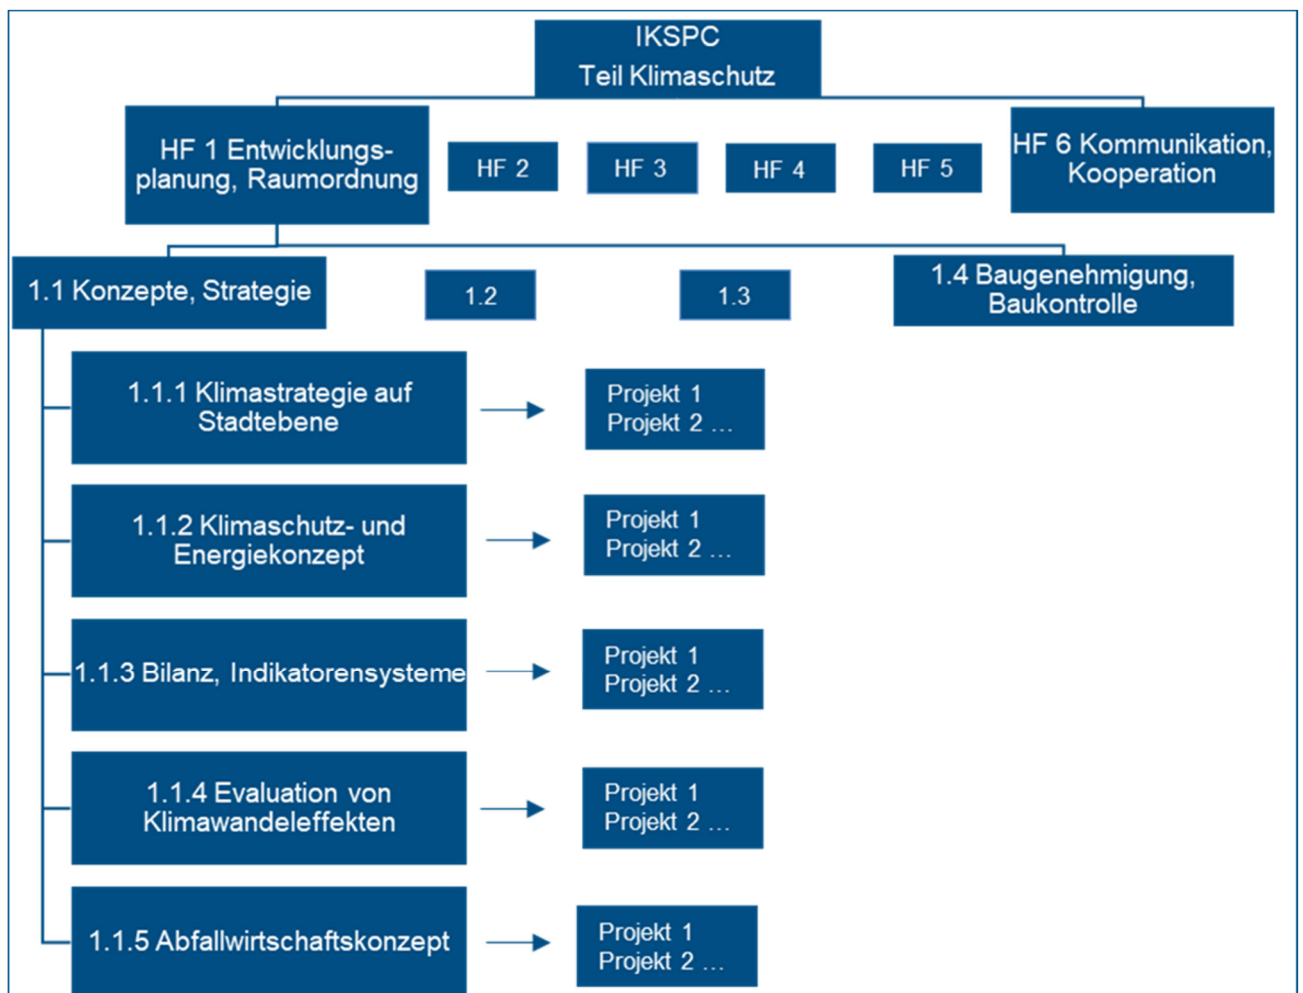 IKSPC
Teil Klimaschutz
HF 1 Entwicklungs-
planung, Raumordnung
HF 2
HF 3
HF 4
HF 5
HF 6 Kommunikation,
Kooperation
1.1 Konzepte, Strategie
1.2
1.3
1.4 Baugenehmigung,
Baukontrolle
1.1.1 Klimastrategie auf
Stadtebene
Projekt 1
Projekt 2 ...
1.1.2 Klimaschutz- und
Energiekonzept
Projekt 1
Projekt 2 ...
1.1.3 Bilanz, Indikatorensysteme
Projekt 1
Projekt 2 ...
1.1.4 Evaluation von
Klimawandeleffekten
Projekt 1
Projekt 2 ...
1.1.5 Abfallwirtschaftskonzept
Projekt 1
Projekt 2 ...